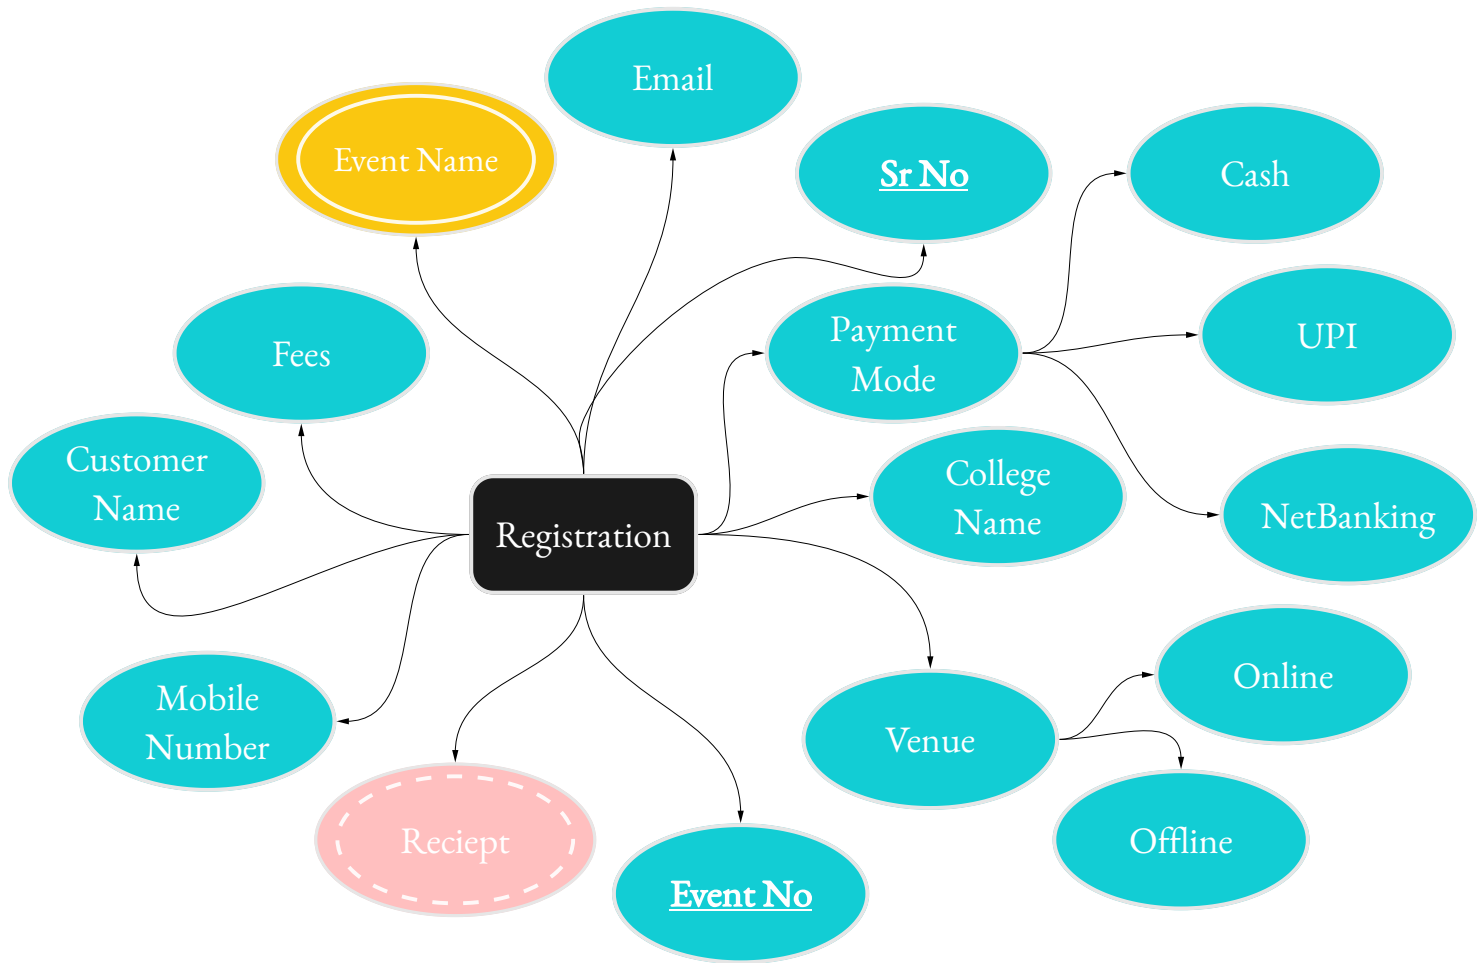 Email
Event Name
Sr No
Cash
Payment
Mode
UPI
Fees
Customer
Name
College
Name
Registration
NetBanking
Mobile
Number
Venue
Online
Reciept
Event No
Offline